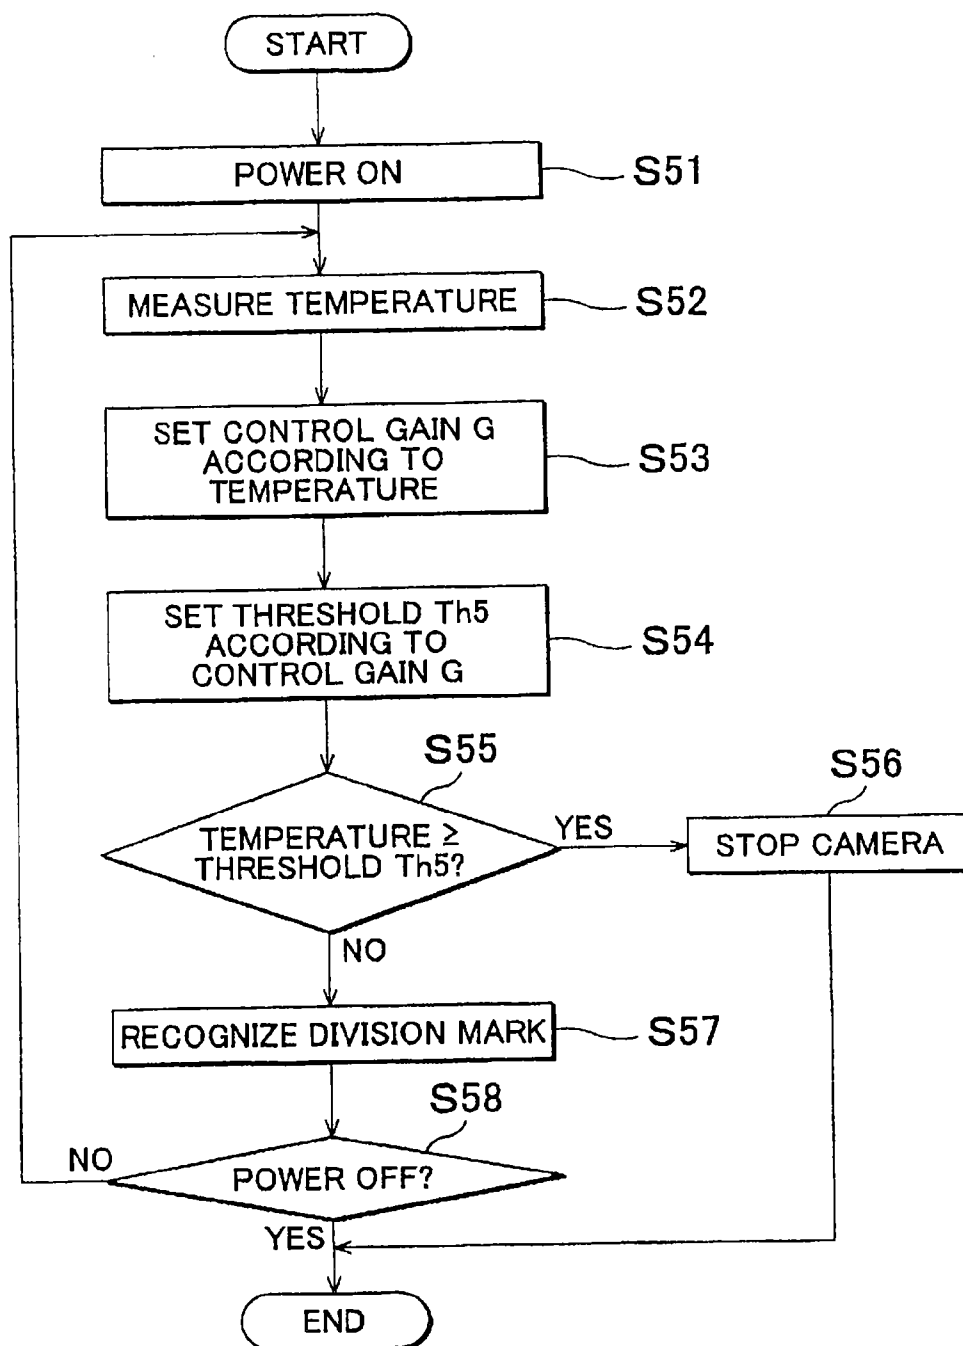 START
POWER ON
S51
MEASURE TEMPERATURE
S52
SET CONTROL GAIN G
ACCORDING TO
TEMPERATURE
S53
SET THRESHOLD Th5
ACCORDING TO
CONTROL GAIN G
S54
S55
TEMPERATURE ≥
THRESHOLD Th5?
YES
S56
STOP CAMERA
NO
RECOGNIZE DIVISION MARK
S57
S58
NO
POWER OFF?
YES
END